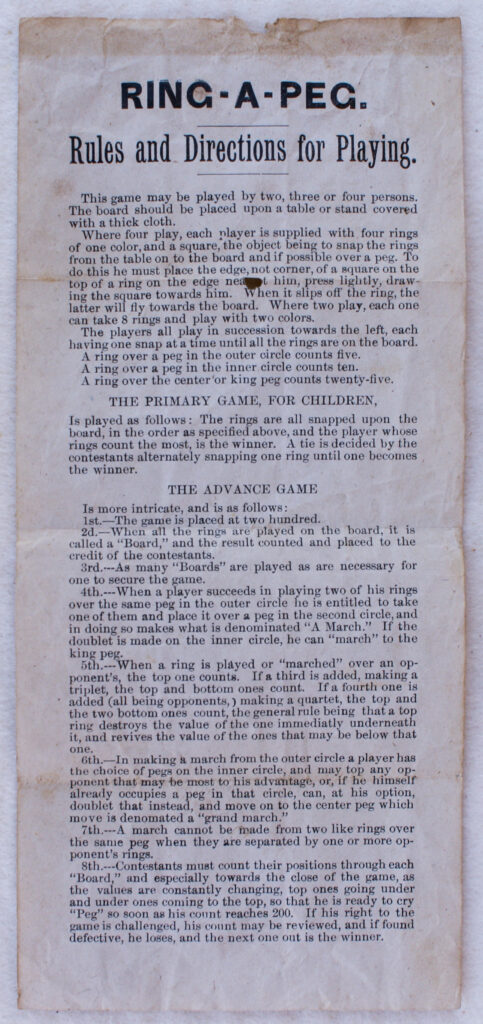 RING-A-PEG.
Rules and Directions for Playing.
This game may be played by two, three or four persons.
The board should be placed upon a table or stand covered
with a thick cloth.
Where four play, each player is supplied with four rings
of one color, and a square, the object being to snap the rings
from the table on to the board and if possible over a peg. To
do this he must place the edge, not corner, of a square on the
top of a ring on the edge nearest him, press lightly, draw-
ing the square towards him. When it slips off the ring, the
latter will fly towards the board. Where two play, each one
can take 8 rings and play with two colors.
The players all play in succession towards the left, each
having one snap at a time until all the rings are on the board.
A ring over a peg in the outer circle counts five.
A ring over a peg in the inner circle counts ten.
A ring over the center or king peg counts twenty-five.
THE PRIMARY GAME, FOR CHILDREN,
Is played as follows: The rings are all snapped upon the
board, in the order as specified above, and the player whose
rings count the most, is the winner. A tie is decided by the
contestants alternately snapping one ring until one becomes
the winner.
THE ADVANCE GAME
Is more intricate, and is as follows:
1st.—The game is placed at two hundred.
2d.—When all the rings are played on the board, it is
called a "Board," and the result counted and placed to the
credit of the contestants.
3rd.—As many "Boards" are played as are necessary for
one to secure the game.
4th.—When a player succeeds in playing two of his rings
over the same peg in the outer circle he is entitled to take
one of them and place it over a peg in the second circle, and
in doing so makes what is denominated "A March." If the
doublet is made on the inner circle, he can "march" to the
king peg.
5th.—When a ring is played or "marched" over an op-
ponent's, the top one counts. If a third is added, making a
triplet, the top and bottom ones count. If a fourth one is
added (all being opponents,) making a quartet, the top and
the two bottom ones count, the general rule being that a top
ring destroys the value of the one immediatly underneath
it, and revives the value of the ones that may be below that
one.
6th.—In making a march from the outer circle a player has
the choice of pegs on the inner circle, and may top any op-
ponent that may be most to his advantage, or, if he himself
already occupies a peg in that circle, can, at his option,
doublet that instead, and move on to the center peg which
move is denomated a "grand march."
7th.—A march cannot be made from two like rings over
the same peg when they are separated by one or more op-
ponent's rings.
8th.—Contestants must count their positions through each
"Board," and especially towards the close of the game, as
the values are constantly changing, top ones going under
and under ones coming to the top, so that he is ready to cry
"Peg" so soon as his count reaches 200. If his right to the
game is challenged, his count may be reviewed, and if found
defective, he loses, and the next one out is the winner.